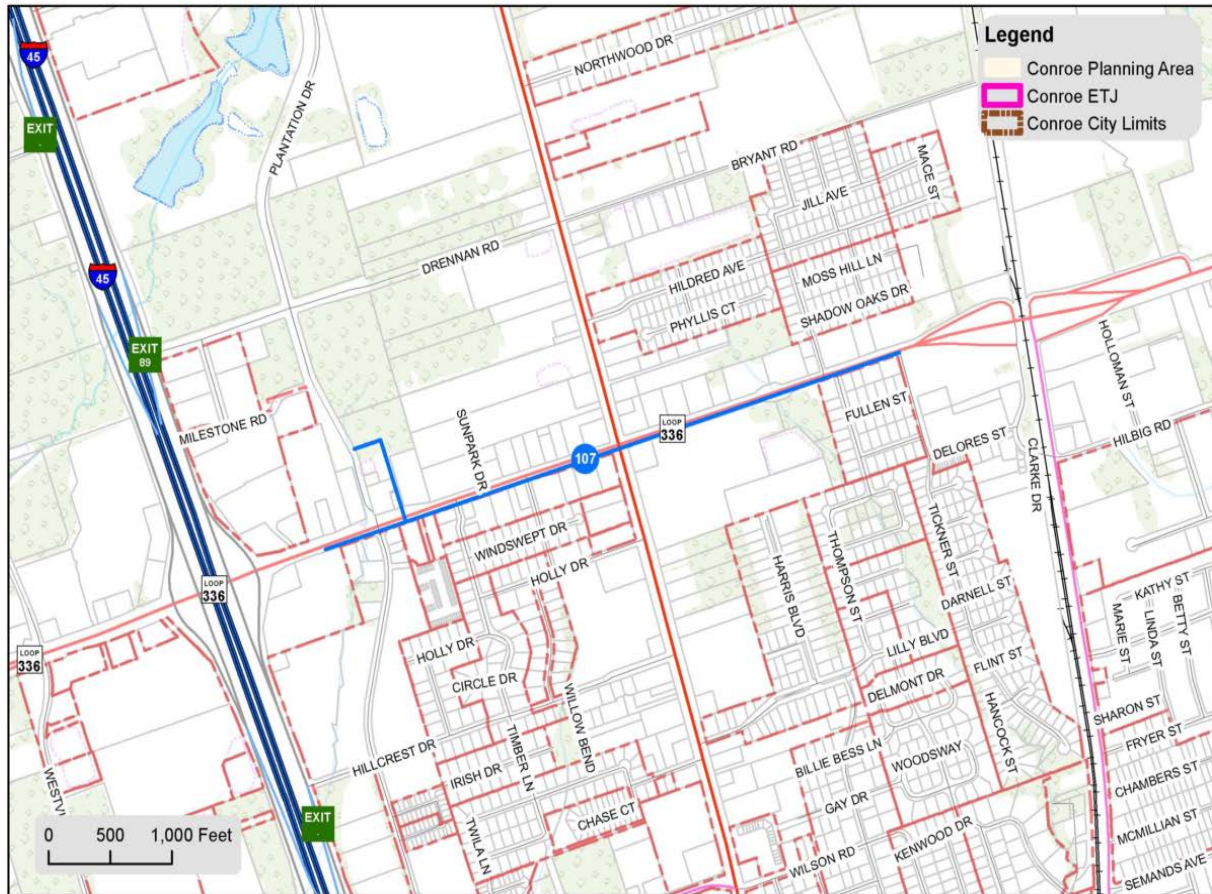 Legend
Conroe Planning Area
Conroe ETJ
Conroe City Limits
45
EXIT
PLANTATION DR
NORTHWOOD DR
BRYANT RD
MACE ST
JILL AVE
DRENNAN RD
HILDRED AVE
MOSS HILL LN
PHYLLIS CT
SHADOW OAKS DR
45
EXIT
89
MILESTONE RD
SUNPARK DR
LOOP
336
107
FULLEN ST
DELORES ST
HOLLOMAN ST
HILBIG RD
CLARKE DR
WINDSWEPT DR
HOLLY DR
HARRIS BLVD
THOMPSON ST
TICKNER ST
DARNELL ST
LOOP
336
LOOP
336
HOLLY DR
CIRCLE DR
WILLOW BEND
LILLY BLVD
DELMONT DR
FLINT ST
HANCOCK ST
KATHY ST
MARIE ST
LINDA ST
BETTY ST
SHARON ST
FRYER ST
HILLCREST DR
TIMBER LN
IRISH DR
BILLIE BESS LN
WOODSWAY
CHAMBERS ST
GAY DR
CHASE CT
TWILA LN
KENWOOD DR
WILSON RD
MCMILLIAN ST
SEMANDS AVE
EXIT
0 500 1,000 Feet